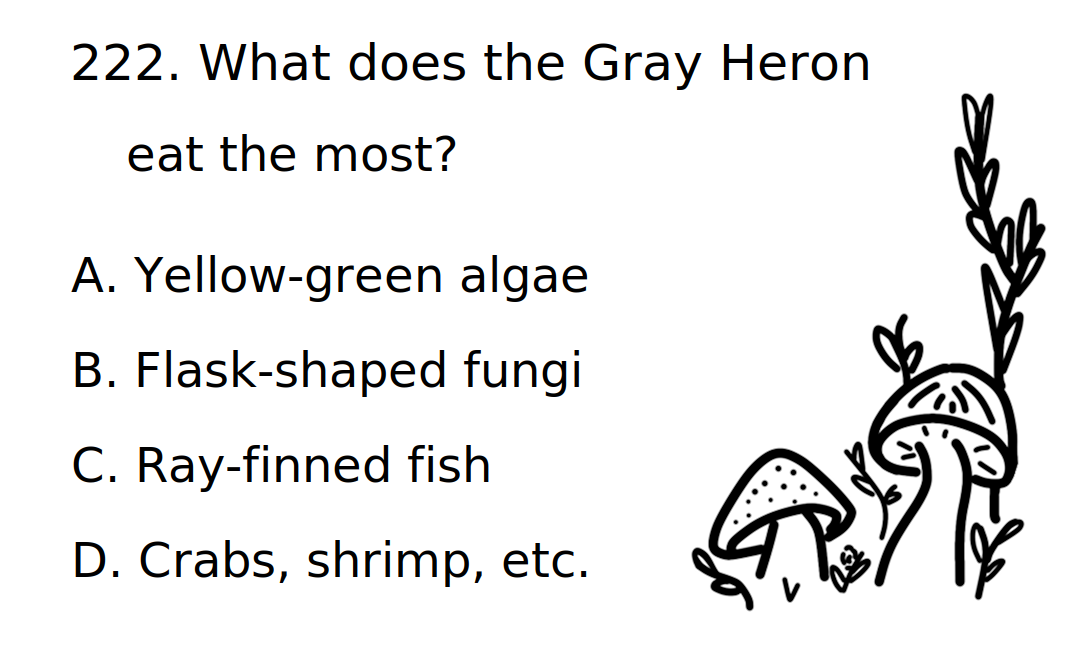 222. What does the Gray Heron
eat the most?
A. Yellow-green algae
B. Flask-shaped fungi
C. Ray-finned fish
D. Crabs, shrimp, etc.